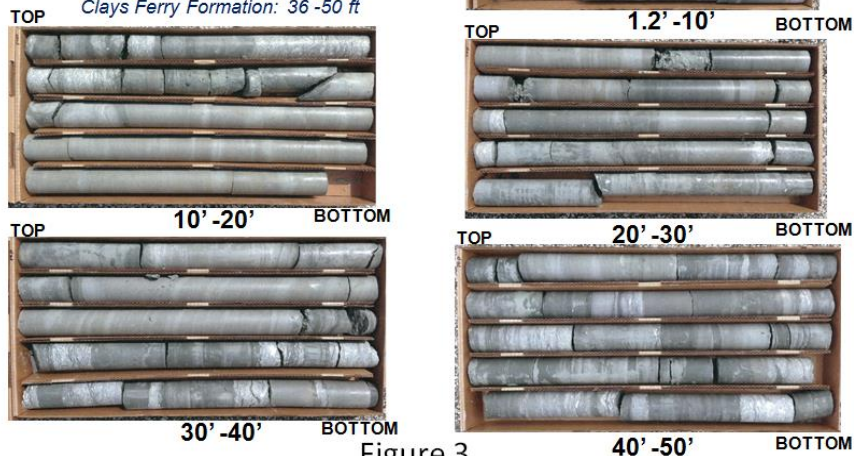 Clays Ferry Formation: 36 -50 ft
TOP
1.2’ -10’
BOTTOM
TOP
10’ -20’
BOTTOM
20’ -30’
BOTTOM
TOP
TOP
30’ -40’
BOTTOM
40’ -50’
BOTTOM
Figure 3